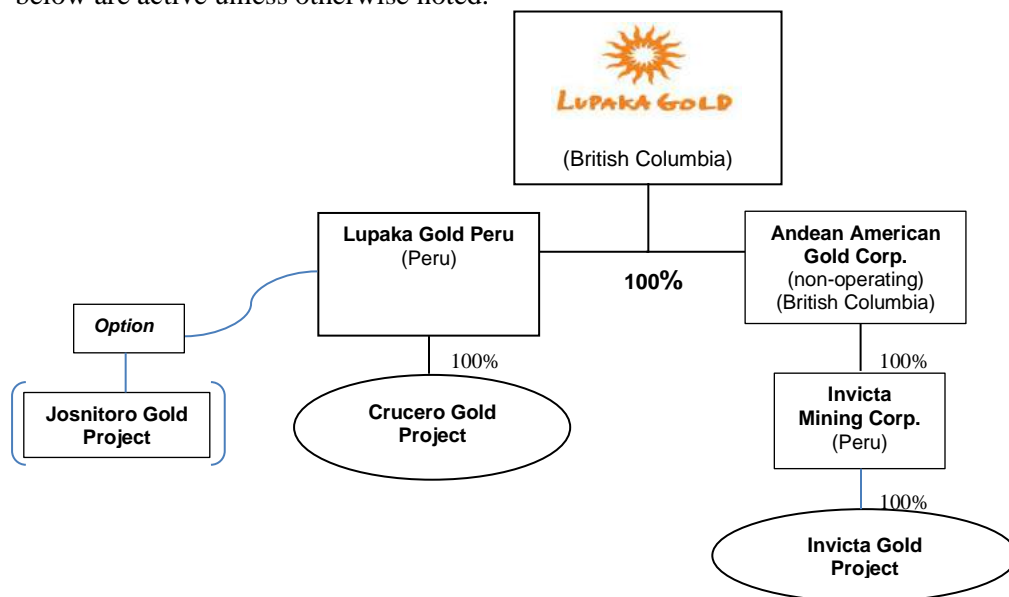 below are active unless otherwise noted.
LUPAKA GOLD
(British Columbia)
Lupaka Gold Peru
(Peru)
100%
Andean American
Gold Corp.
(non-operating)
(British Columbia)
Option
100%
100%
Josnitoro Gold
Project
Crucero Gold
Project
Invicta
Mining Corp.
(Peru)
100%
Invicta Gold
Project